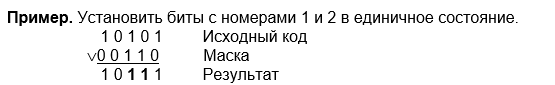 Пример. Установить биты с номерами 1 и 2 в единичное состояние.
1 0 1 0 1 Исходный код
∨0 0 1 1 0 Маска
1 0 1 1 1 Результат